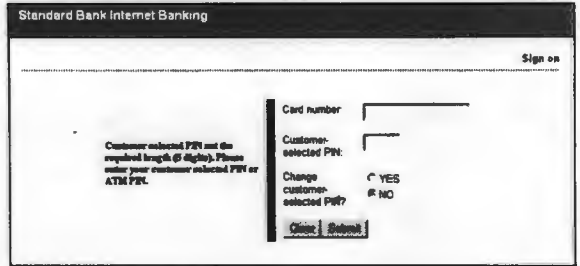 Standard Bank Internet Banking
Sign on
Customer selected PIN not the
required length (5 digits). Please
enter your customer selected PIN or
ATM PIN.
Card number
Customer-
selected PIN:
Change
customer-
selected PIN?
YES
NO
Clear Submit